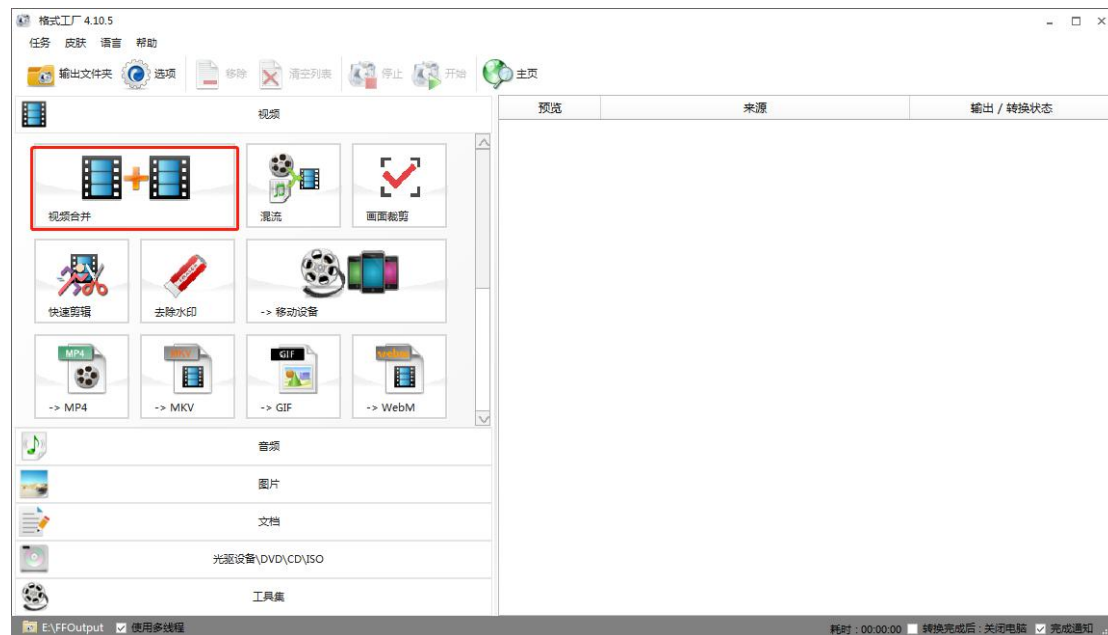 格式工厂 4.10.5
任务 皮肤 语言 帮助
输出文件夹 选项 移除 清空列表 停止 开始 主页
视频
预览 来源 输出 / 转换状态
视频合并 混流 画面裁剪
快速剪辑 去除水印 -> 移动设备
MP4 MKV GIF webm
-> MP4 -> MKV -> GIF -> WebM
音频
图片
文档
光驱设备\DVD\CD\ISO
工具集
E:\FFOutput 使用多线程 耗时 : 00:00:00 转换完成后 : 关闭电脑 完成通知